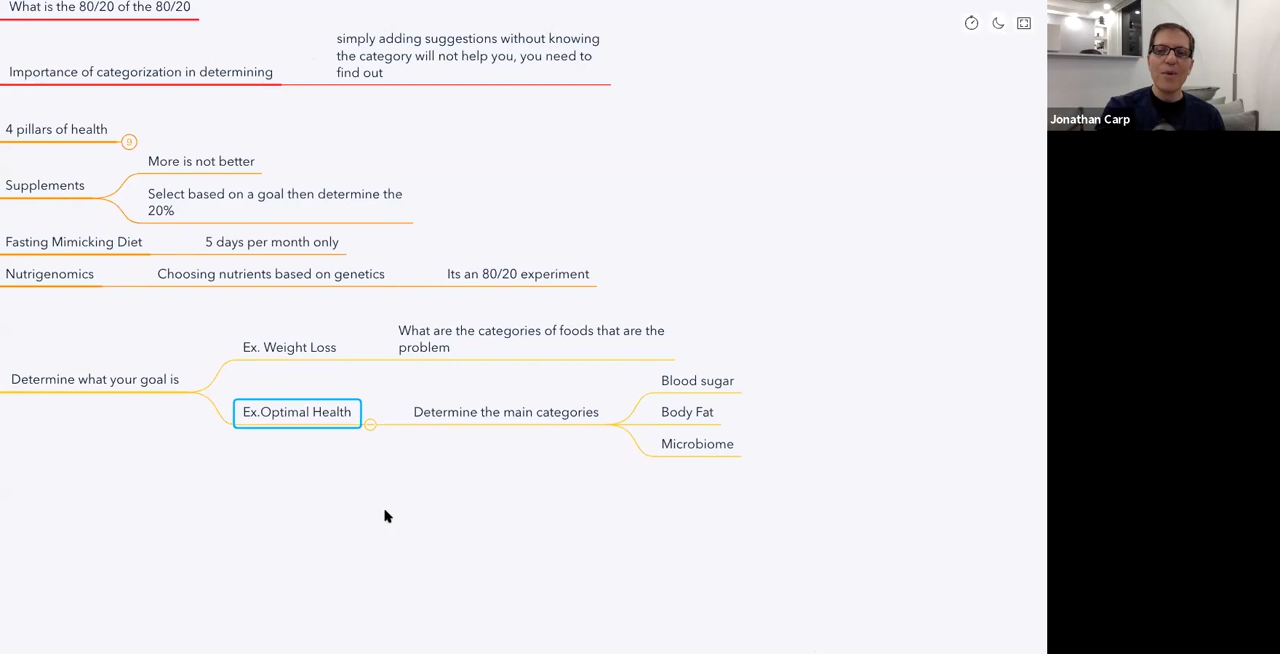 What is the 80/20 of the 80/20
simply adding suggestions without knowing
the category will not help you, you need to
find out
Importance of categorization in determining
4 pillars of health
9
More is not better
Supplements
Select based on a goal then determine the
20%
Fasting Mimicking Diet
5 days per month only
Nutrigenomics
Choosing nutrients based on genetics
Its an 80/20 experiment
What are the categories of foods that are the
problem
Ex. Weight Loss
Determine what your goal is
Blood sugar
Ex.Optimal Health
Determine the main categories
Body Fat
Microbiome
Jonathan Carp